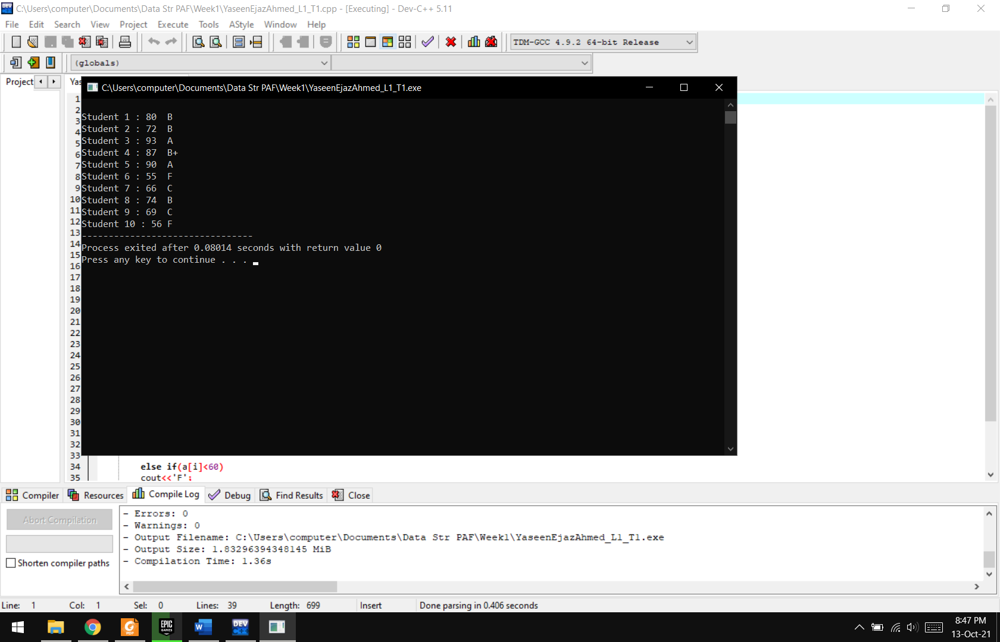 C:\Users\computer\Documents\Data Str PAF\Week1\YaseenEjazAhmed_L1_T1.cpp - [Executing] - Dev-C++ 5.11
File Edit Search View Project Execute Tools AStyle Window Help
TDM-GCC 4.9.2 64-bit Release
(globals)
Project Yas
C:\Users\computer\Documents\Data Str PAF\Week1\YaseenEjazAhmed_L1_T1.exe
1
2
3
4
5
6
7
8
9
10
11
12
13
14
15
16
17
18
19
20
21
22
23
24
25
26
27
28
29
30
31
32
33
Student 1 : 80 B
Student 2 : 72 B
Student 3 : 93 A
Student 4 : 87 B+
Student 5 : 90 A
Student 6 : 55 F
Student 7 : 66 C
Student 8 : 74 B
Student 9 : 69 C
Student 10 : 56 F
--------------------------------
Process exited after 0.08014 seconds with return value 0
Press any key to continue . . .
34 else if(a[i]<60)
35 cout<<'F';
Compiler Resources Compile Log Debug Find Results Close
Abort Compilation
Shorten compiler paths
- Errors: 0
- Warnings: 0
- Output Filename: C:\Users\computer\Documents\Data Str PAF\Week1\YaseenEjazAhmed_L1_T1.exe
- Output Size: 1.83296394348145 MiB
- Compilation Time: 1.36s
Line: 1 Col: 1 Sel: 0 Lines: 39 Length: 699 Insert Done parsing in 0.406 seconds
PDF
EPIC GAMES
W
DEV C++
8:47 PM
13-Oct-21